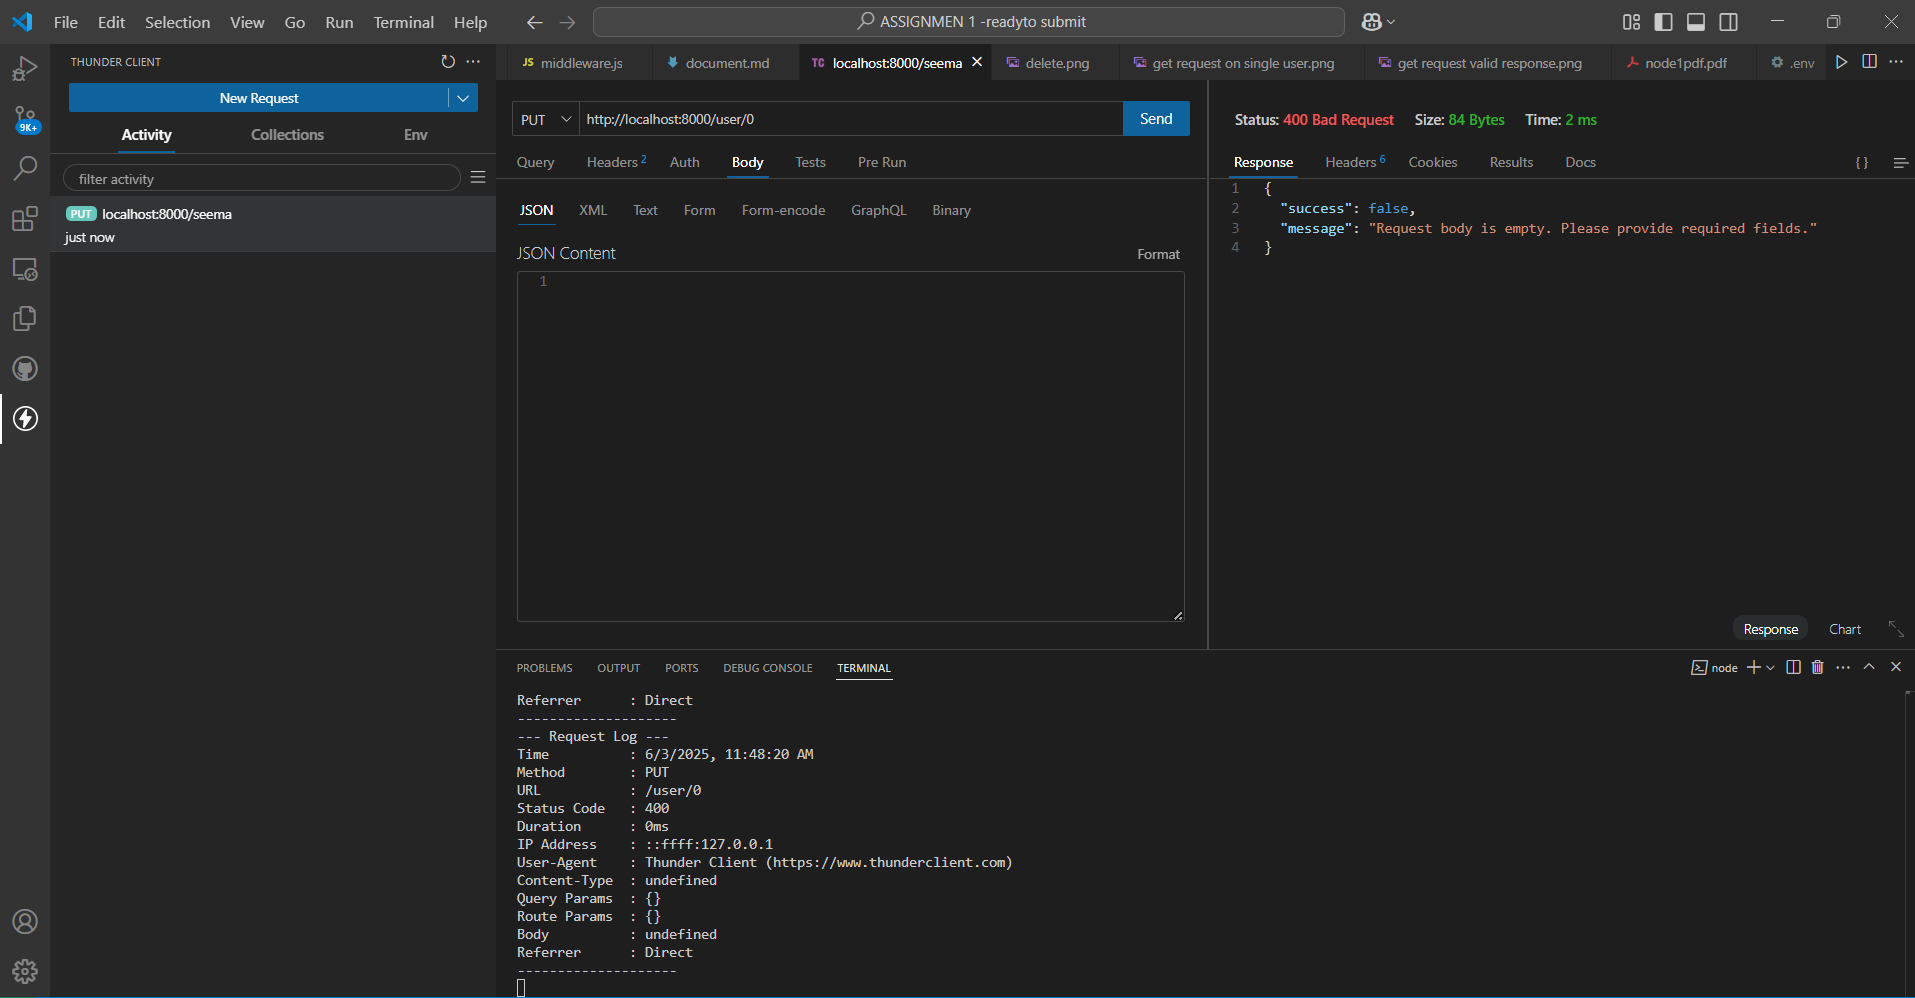 File Edit Selection View Go Run Terminal Help
ASSIGNMEN 1 -readyto submit
THUNDER CLIENT
New Request
Activity Collections Env
filter activity
PUT localhost:8000/seema
just now
9K+
JS middleware.js
document.md
TC localhost:8000/seema
delete.png
get request on single user.png
get request valid response.png
node1pdf.pdf
.env
PUT http://localhost:8000/user/0 Send
Query Headers 2 Auth Body Tests Pre Run
JSON XML Text Form Form-encode GraphQL Binary
JSON Content Format
1
Status: 400 Bad Request Size: 84 Bytes Time: 2 ms
Response Headers 6 Cookies Results Docs { }
1 {
2 "success": false,
3 "message": "Request body is empty. Please provide required fields."
4 }
Response Chart
PROBLEMS OUTPUT PORTS DEBUG CONSOLE TERMINAL
node
Referrer : Direct
--------------------
--- Request Log ---
Time : 6/3/2025, 11:48:20 AM
Method : PUT
URL : /user/0
Status Code : 400
Duration : 0ms
IP Address : ::ffff:127.0.0.1
User-Agent : Thunder Client (https://www.thunderclient.com)
Content-Type : undefined
Query Params : {}
Route Params : {}
Body : undefined
Referrer : Direct
--------------------